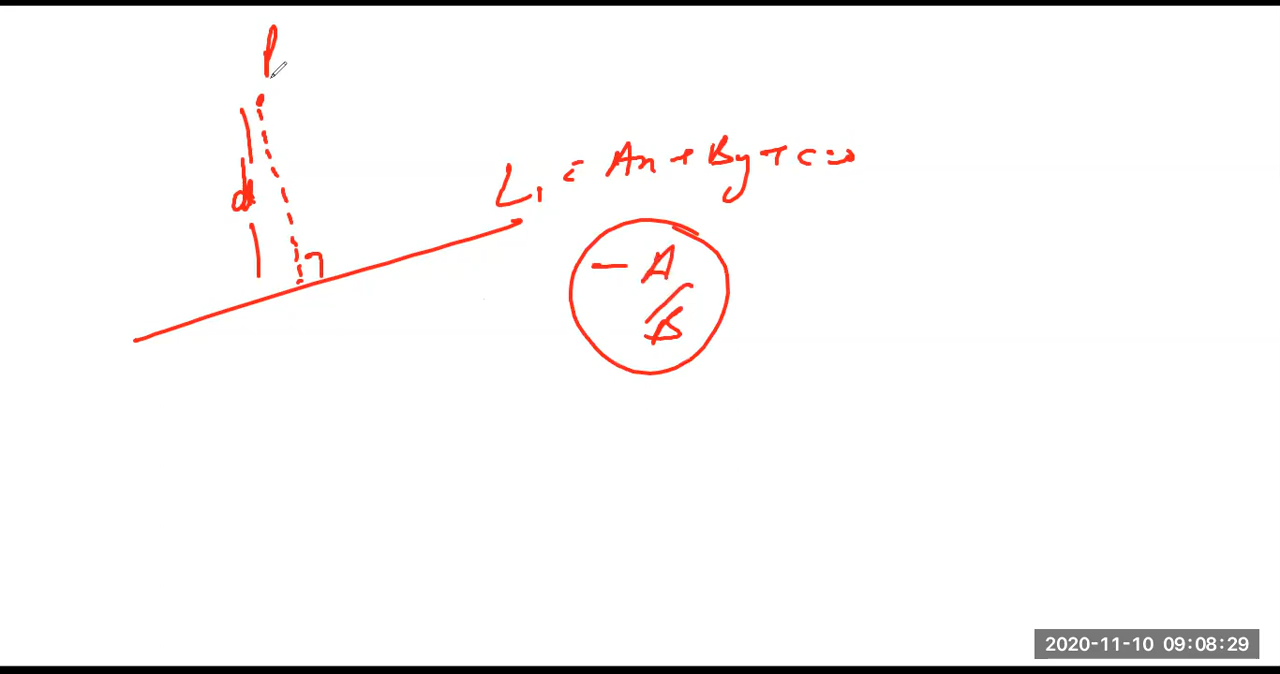 P
d
L₁ : Ax + By + C = 0
- A
/
B
2020-11-10 09:08:29